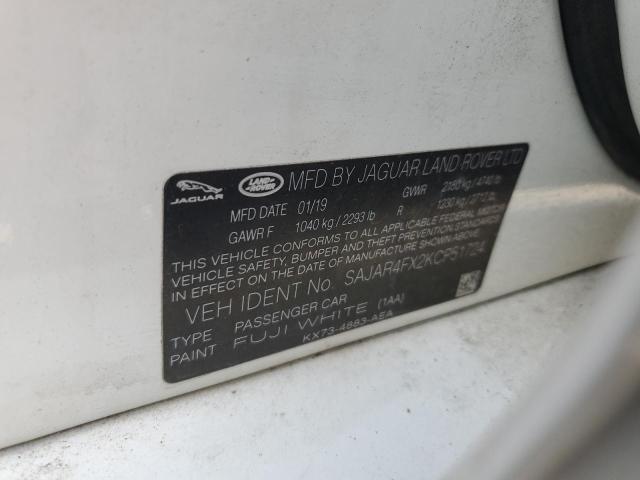 JAGUAR LAND ROVER MFD BY JAGUAR LAND ROVER LTD
MFD DATE 01/19 GVWR 2150 kg / 4740 lb
GAWR F 1040 kg / 2293 lb R 1230 kg / 2712 lb
THIS VEHICLE CONFORMS TO ALL APPLICABLE FEDERAL MOTOR
VEHICLE SAFETY, BUMPER AND THEFT PREVENTION
STANDARDS IN EFFECT ON THE DATE OF MANUFACTURE SHOWN ABOVE
VEH IDENT No. SAJAR4FX2KCP51724
TYPE PASSENGER CAR
PAINT FUJI WHITE (1AA)
KX73-4883-AEA